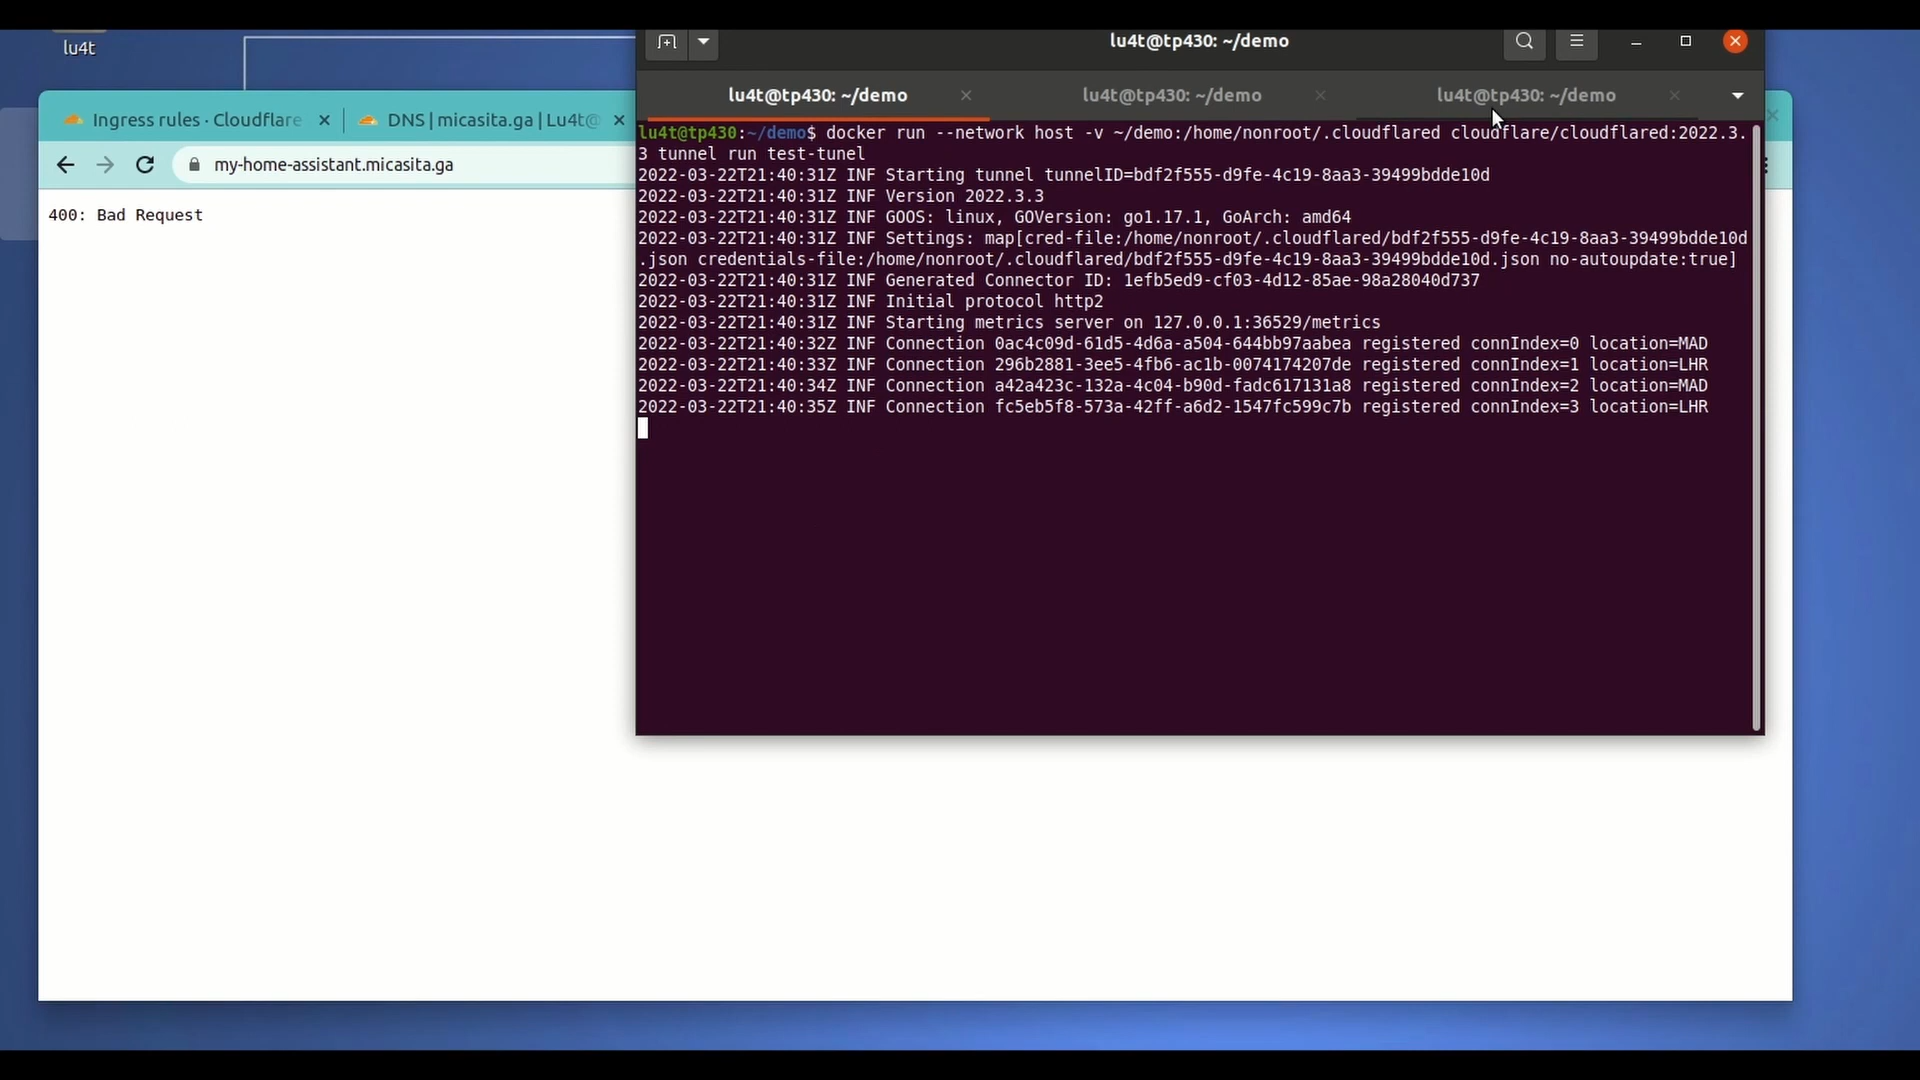 lu4t
lu4t@tp430: ~/demo
lu4t@tp430: ~/demo
lu4t@tp430: ~/demo
lu4t@tp430: ~/demo
Ingress rules · Cloudflare
DNS | micasita.ga | Lu4t@
my-home-assistant.micasita.ga
400: Bad Request
lu4t@tp430:~/demo$ docker run --network host -v ~/demo:/home/nonroot/.cloudflared cloudflare/cloudflared:2022.3.
3 tunnel run test-tunel
2022-03-22T21:40:31Z INF Starting tunnel tunnelID=bdf2f555-d9fe-4c19-8aa3-39499bdde10d
2022-03-22T21:40:31Z INF Version 2022.3.3
2022-03-22T21:40:31Z INF GOOS: linux, GOVersion: go1.17.1, GoArch: amd64
2022-03-22T21:40:31Z INF Settings: map[cred-file:/home/nonroot/.cloudflared/bdf2f555-d9fe-4c19-8aa3-39499bdde10d
.json credentials-file:/home/nonroot/.cloudflared/bdf2f555-d9fe-4c19-8aa3-39499bdde10d.json no-autoupdate:true]
2022-03-22T21:40:31Z INF Generated Connector ID: 1efb5ed9-cf03-4d12-85ae-98a28040d737
2022-03-22T21:40:31Z INF Initial protocol http2
2022-03-22T21:40:31Z INF Starting metrics server on 127.0.0.1:36529/metrics
2022-03-22T21:40:32Z INF Connection 0ac4c09d-61d5-4d6a-a504-644bb97aabea registered connIndex=0 location=MAD
2022-03-22T21:40:33Z INF Connection 296b2881-3ee5-4fb6-ac1b-0074174207de registered connIndex=1 location=LHR
2022-03-22T21:40:34Z INF Connection a42a423c-132a-4c04-b90d-fadc617131a8 registered connIndex=2 location=MAD
2022-03-22T21:40:35Z INF Connection fc5eb5f8-573a-42ff-a6d2-1547fc599c7b registered connIndex=3 location=LHR